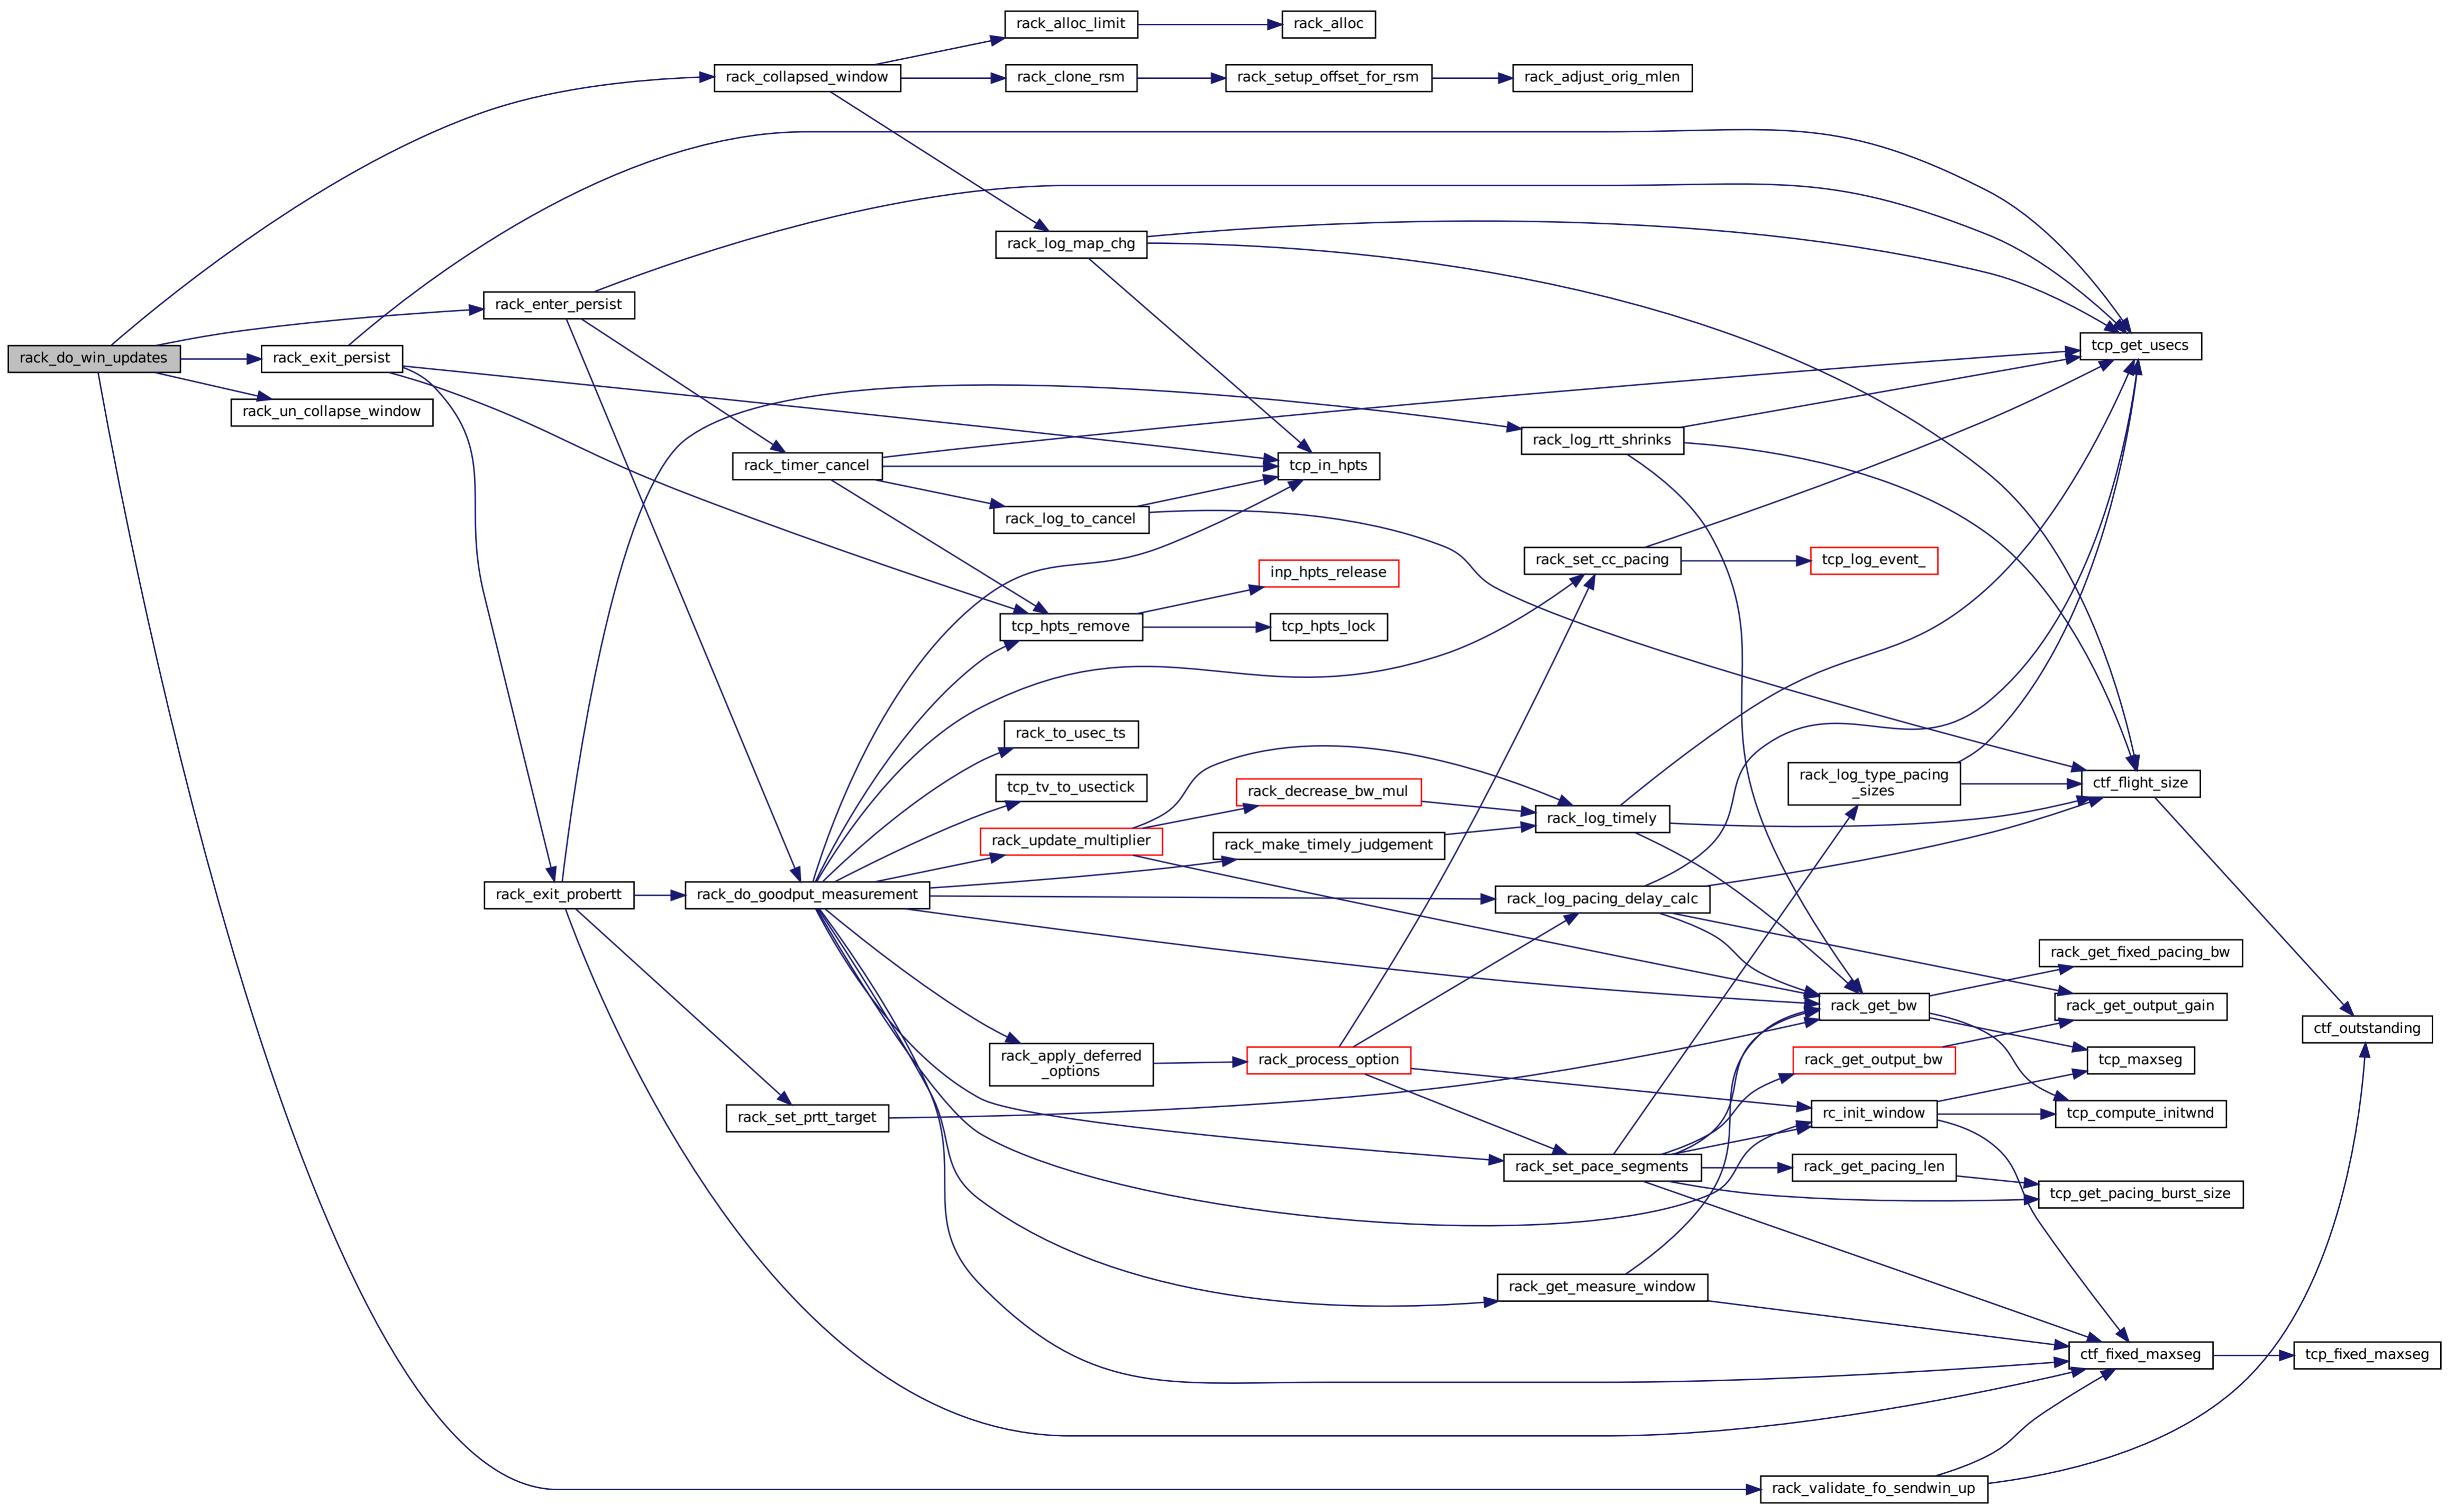 rack_alloc_limit
rack_alloc
rack_collapsed_window
rack_clone_rsm
rack_setup_offset_for_rsm
rack_adjust_orig_mlen
rack_log_map_chg
rack_enter_persist
rack_do_win_updates
rack_exit_persist
tcp_get_usecs
rack_un_collapse_window
rack_log_rtt_shrinks
rack_timer_cancel
tcp_in_hpts
rack_log_to_cancel
rack_set_cc_pacing
tcp_log_event_
inp_hpts_release
tcp_hpts_remove
tcp_hpts_lock
rack_to_usec_ts
rack_log_type_pacing
_sizes
ctf_flight_size
tcp_tv_to_usectick
rack_decrease_bw_mul
rack_log_timely
rack_update_multiplier
rack_make_timely_judgement
rack_exit_probertt
rack_do_goodput_measurement
rack_log_pacing_delay_calc
rack_get_fixed_pacing_bw
rack_get_bw
rack_get_output_gain
ctf_outstanding
rack_apply_deferred
_options
rack_process_option
rack_get_output_bw
tcp_maxseg
rack_set_prtt_target
rc_init_window
tcp_compute_initwnd
rack_set_pace_segments
rack_get_pacing_len
tcp_get_pacing_burst_size
rack_get_measure_window
ctf_fixed_maxseg
tcp_fixed_maxseg
rack_validate_fo_sendwin_up